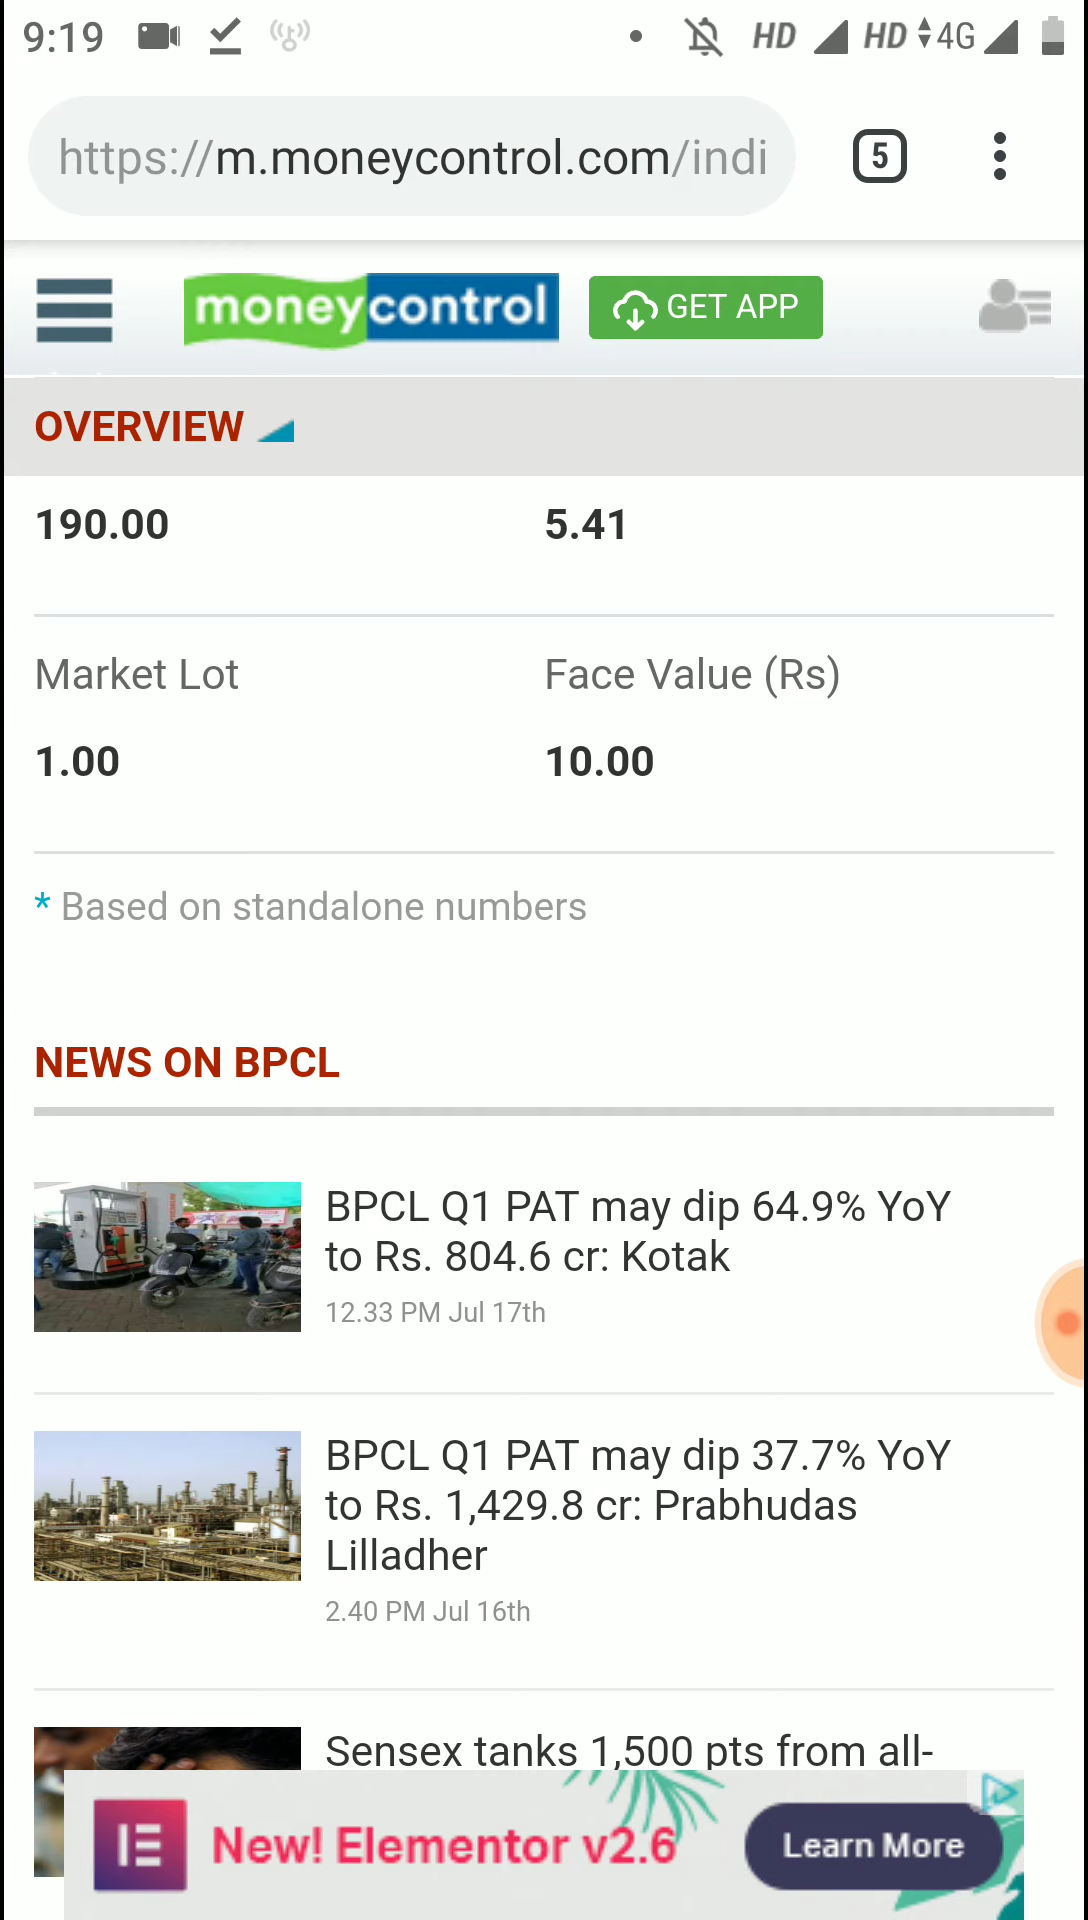 9:19 HD HD 4G
https://m.moneycontrol.com/indi 5
moneycontrol GET APP
OVERVIEW
190.00 5.41
Market Lot Face Value (Rs)
1.00 10.00
* Based on standalone numbers
NEWS ON BPCL
BPCL Q1 PAT may dip 64.9% YoY
to Rs. 804.6 cr: Kotak
12.33 PM Jul 17th
BPCL Q1 PAT may dip 37.7% YoY
to Rs. 1,429.8 cr: Prabhudas
Lilladher
2.40 PM Jul 16th
Sensex tanks 1,500 pts from all-
New! Elementor v2.6 Learn More